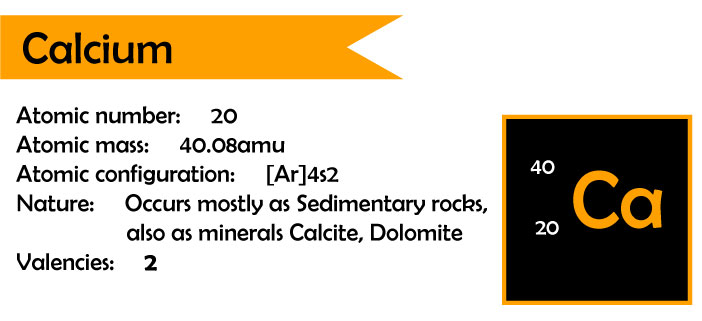 Calcium
Atomic number: 20
Atomic mass: 40.08amu
Atomic configuration: [Ar]4s2
Nature: Occurs mostly as Sedimentary rocks,
also as minerals Calcite, Dolomite
Valencies: 2
40
20
Ca